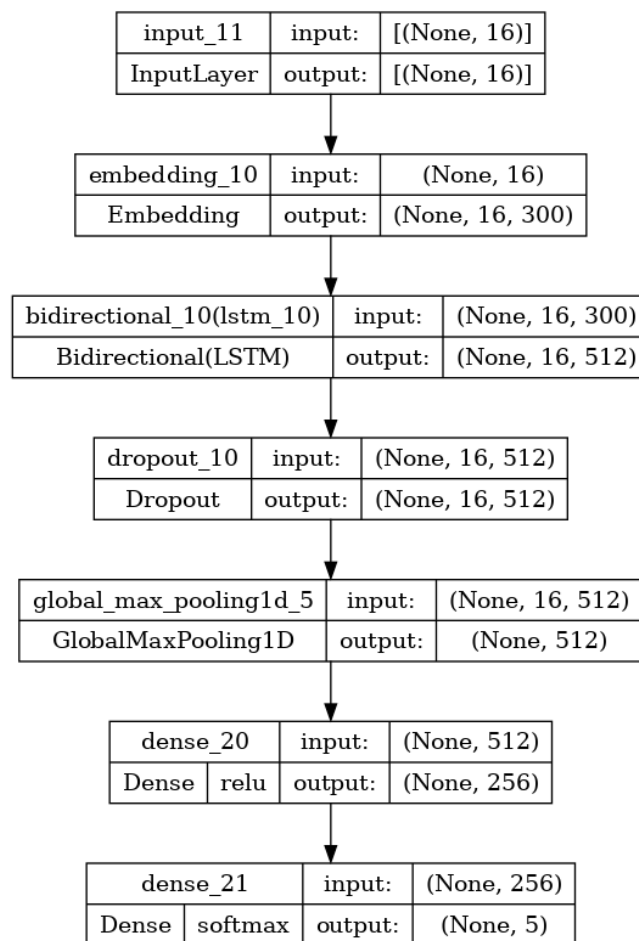 input_11 input: [(None, 16)]
InputLayer output: [(None, 16)]
embedding_10 input: (None, 16)
Embedding output: (None, 16, 300)
bidirectional_10(lstm_10) input: (None, 16, 300)
Bidirectional(LSTM) output: (None, 16, 512)
dropout_10 input: (None, 16, 512)
Dropout output: (None, 16, 512)
global_max_pooling1d_5 input: (None, 16, 512)
GlobalMaxPooling1D output: (None, 512)
dense_20 input: (None, 512)
Dense relu output: (None, 256)
dense_21 input: (None, 256)
Dense softmax output: (None, 5)